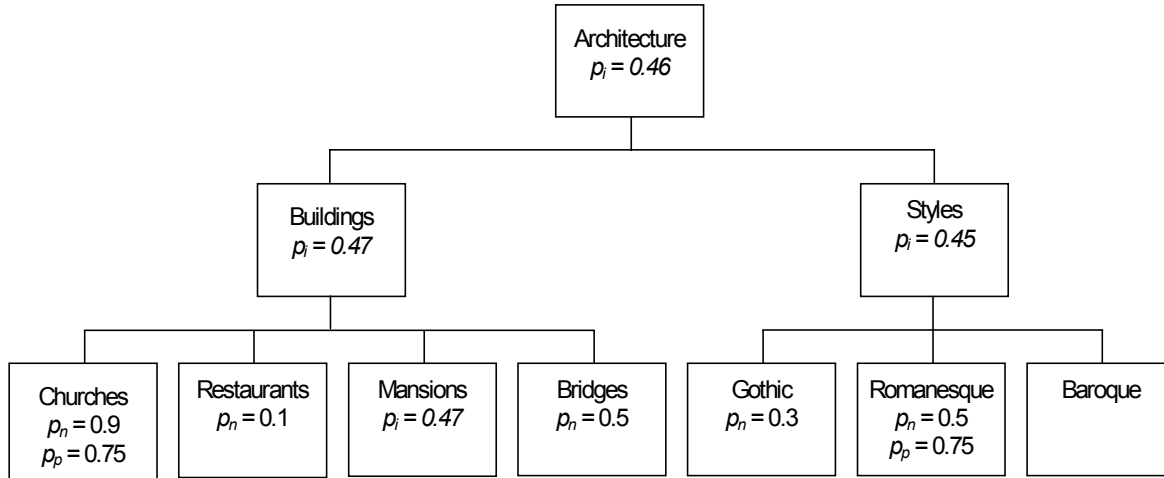 Architecture
pᵢ = 0.46
Buildings
pᵢ = 0.47
Styles
pᵢ = 0.45
Churches
pₙ = 0.9
pₚ = 0.75
Restaurants
pₙ = 0.1
Mansions
pᵢ = 0.47
Bridges
pₙ = 0.5
Gothic
pₙ = 0.3
Romanesque
pₙ = 0.5
pₚ = 0.75
Baroque